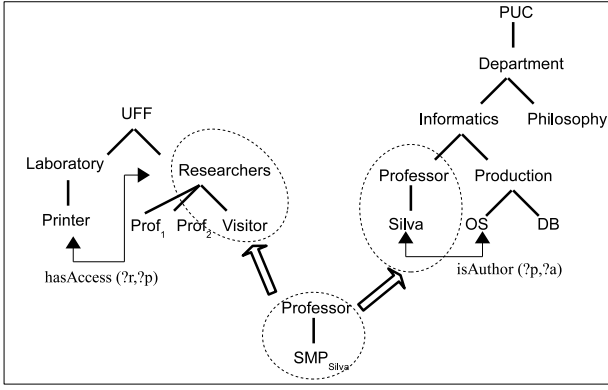 PUC
Department
UFF
Informatics Philosophy
Laboratory
Researchers
Professor Production
Printer
Prof1 Prof2 Visitor
Silva OS DB
hasAccess (?r,?p)
isAuthor (?p,?a)
Professor
SMPSilva